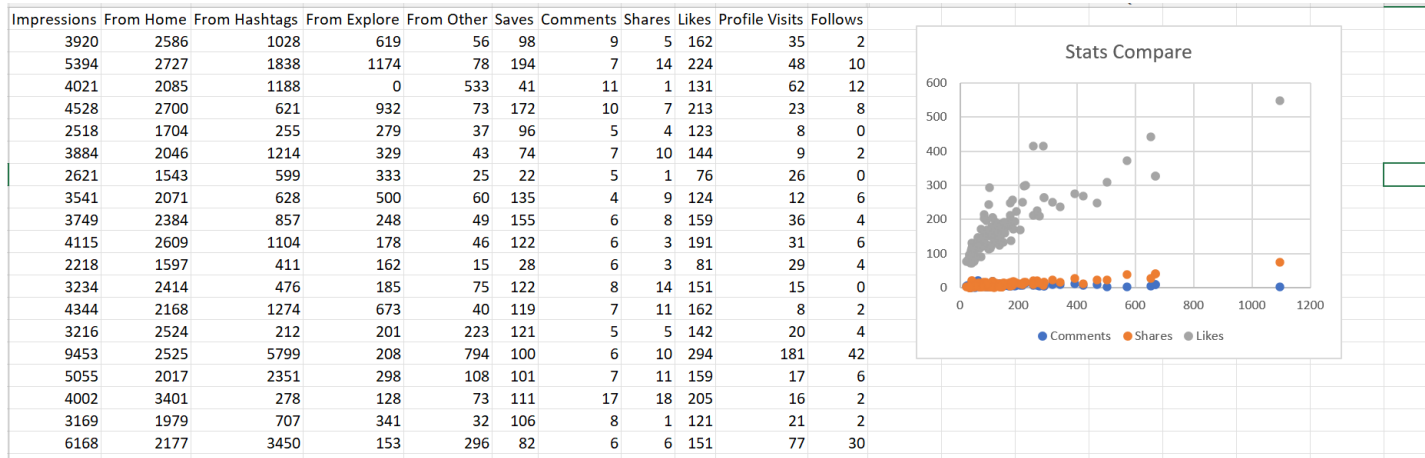 Impressions From Home From Hashtags From Explore From Other Saves Comments Shares Likes Profile Visits Follows
3920 2586 1028 619 56 98 9 5 162 35 2
5394 2727 1838 1174 78 194 7 14 224 48 10
4021 2085 1188 0 533 41 11 1 131 62 12
4528 2700 621 932 73 172 10 7 213 23 8
2518 1704 255 279 37 96 5 4 123 8 0
3884 2046 1214 329 43 74 7 10 144 9 2
2621 1543 599 333 25 22 5 1 76 26 0
3541 2071 628 500 60 135 4 9 124 12 6
3749 2384 857 248 49 155 6 8 159 36 4
4115 2609 1104 178 46 122 6 3 191 31 6
2218 1597 411 162 15 28 6 3 81 29 4
3234 2414 476 185 75 122 8 14 151 15 0
4344 2168 1274 673 40 119 7 11 162 8 2
3216 2524 212 201 223 121 5 5 142 20 4
9453 2525 5799 208 794 100 6 10 294 181 42
5055 2017 2351 298 108 101 7 11 159 17 6
4002 3401 278 128 73 111 17 18 205 16 2
3169 1979 707 341 32 106 8 1 121 21 2
6168 2177 3450 153 296 82 6 6 151 77 30
Stats Compare
600
500
400
300
200
100
0
0 200 400 600 800 1000 1200
Comments Shares Likes